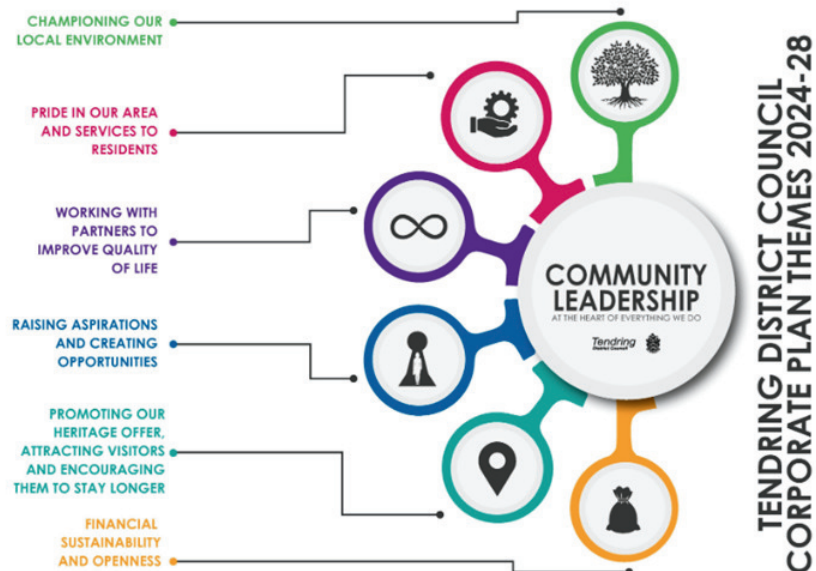 CHAMPIONING OUR
LOCAL ENVIRONMENT
PRIDE IN OUR AREA
AND SERVICES TO
RESIDENTS
WORKING WITH
PARTNERS TO
IMPROVE QUALITY
OF LIFE
RAISING ASPIRATIONS
AND CREATING
OPPORTUNITIES
PROMOTING OUR
HERITAGE OFFER,
ATTRACTING VISITORS
AND ENCOURAGING
THEM TO STAY LONGER
FINANCIAL
SUSTAINABILITY
AND OPENNESS
COMMUNITY
LEADERSHIP
AT THE HEART OF EVERYTHING WE DO
Tendring
District Council
TENDRING DISTRICT COUNCIL
CORPORATE PLAN THEMES 2024-28